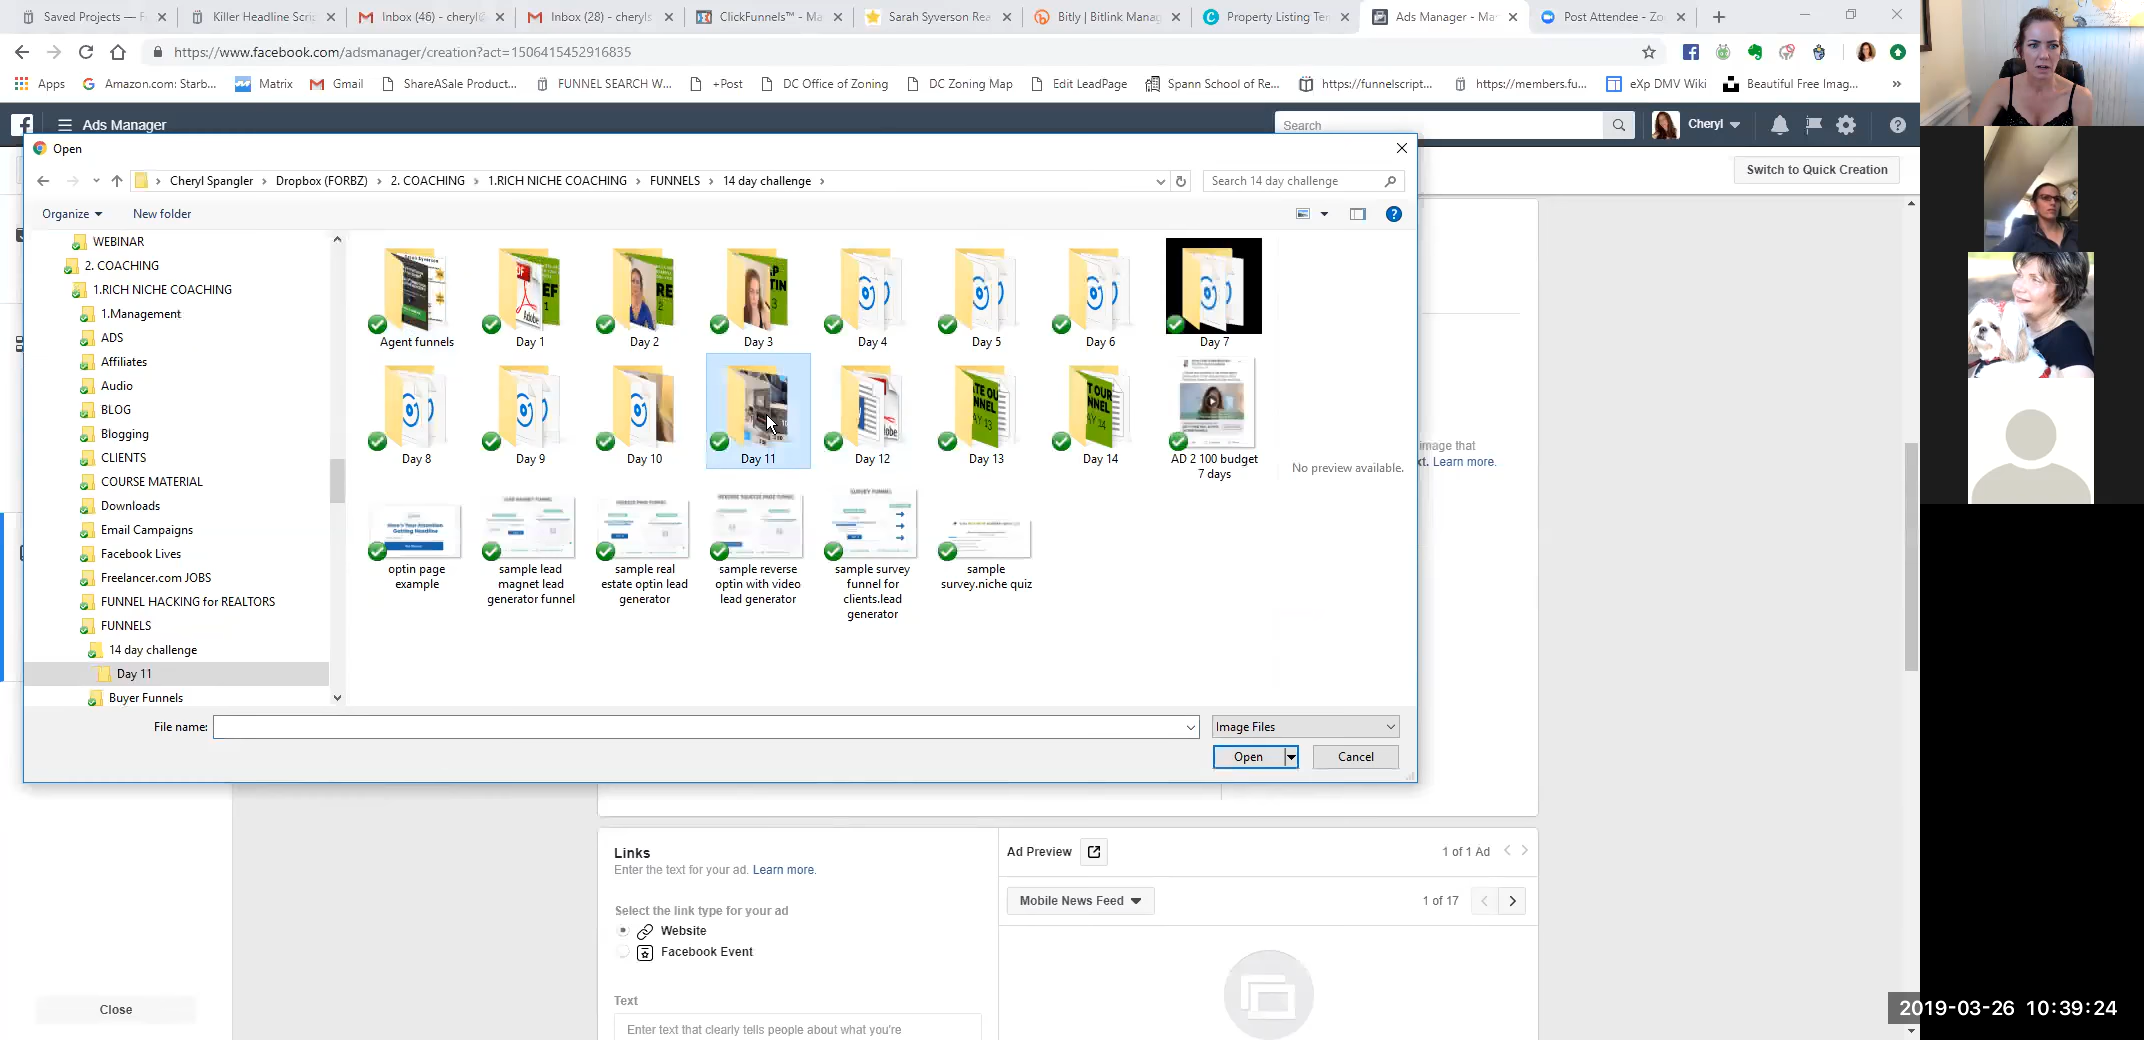 Saved Projects — F
Killer Headline Scri
Inbox (46) - cheryl@
Inbox (28) - cheryls
ClickFunnels™ - Ma
Sarah Syverson Rea
Bitly | Bitlink Manag
Property Listing Ten
Ads Manager - Ma
Post Attendee - Zo
https://www.facebook.com/adsmanager/creation?act=1506415452916835
Apps
Amazon.com: Starb...
Matrix
Gmail
ShareASale Product...
FUNNEL SEARCH W...
+Post
DC Office of Zoning
DC Zoning Map
Edit LeadPage
Spann School of Re...
https://funnelscript...
https://members.fu...
eXp DMV Wiki
Beautiful Free Imag...
Ads Manager
Search
Cheryl
Switch to Quick Creation
Open
Cheryl Spangler
Dropbox (FORBZ)
2. COACHING
1.RICH NICHE COACHING
FUNNELS
14 day challenge
Search 14 day challenge
Organize
New folder
WEBINAR
2. COACHING
1.RICH NICHE COACHING
1.Management
ADS
Affiliates
Audio
BLOG
Blogging
CLIENTS
COURSE MATERIAL
Downloads
Email Campaigns
Facebook Lives
Freelancer.com JOBS
FUNNEL HACKING for REALTORS
FUNNELS
14 day challenge
Day 11
Buyer Funnels
Agent funnels
Day 1
Day 2
Day 3
Day 4
Day 5
Day 6
Day 7
Day 8
Day 9
Day 10
Day 11
Day 12
Day 13
Day 14
AD 2 100 budget
7 days
optin page
example
sample lead
magnet lead
generator funnel
sample real
estate optin lead
generator
sample reverse
optin with video
lead generator
sample survey
funnel for
clients.lead
generator
sample
survey.niche quiz
No preview available.
image that
xt. Learn more.
File name:
Image Files
Open
Cancel
Links
Enter the text for your ad. Learn more.
Select the link type for your ad
Website
Facebook Event
Text
Enter text that clearly tells people about what you're
Ad Preview
1 of 1 Ad
Mobile News Feed
1 of 17
Close
2019-03-26 10:39:24